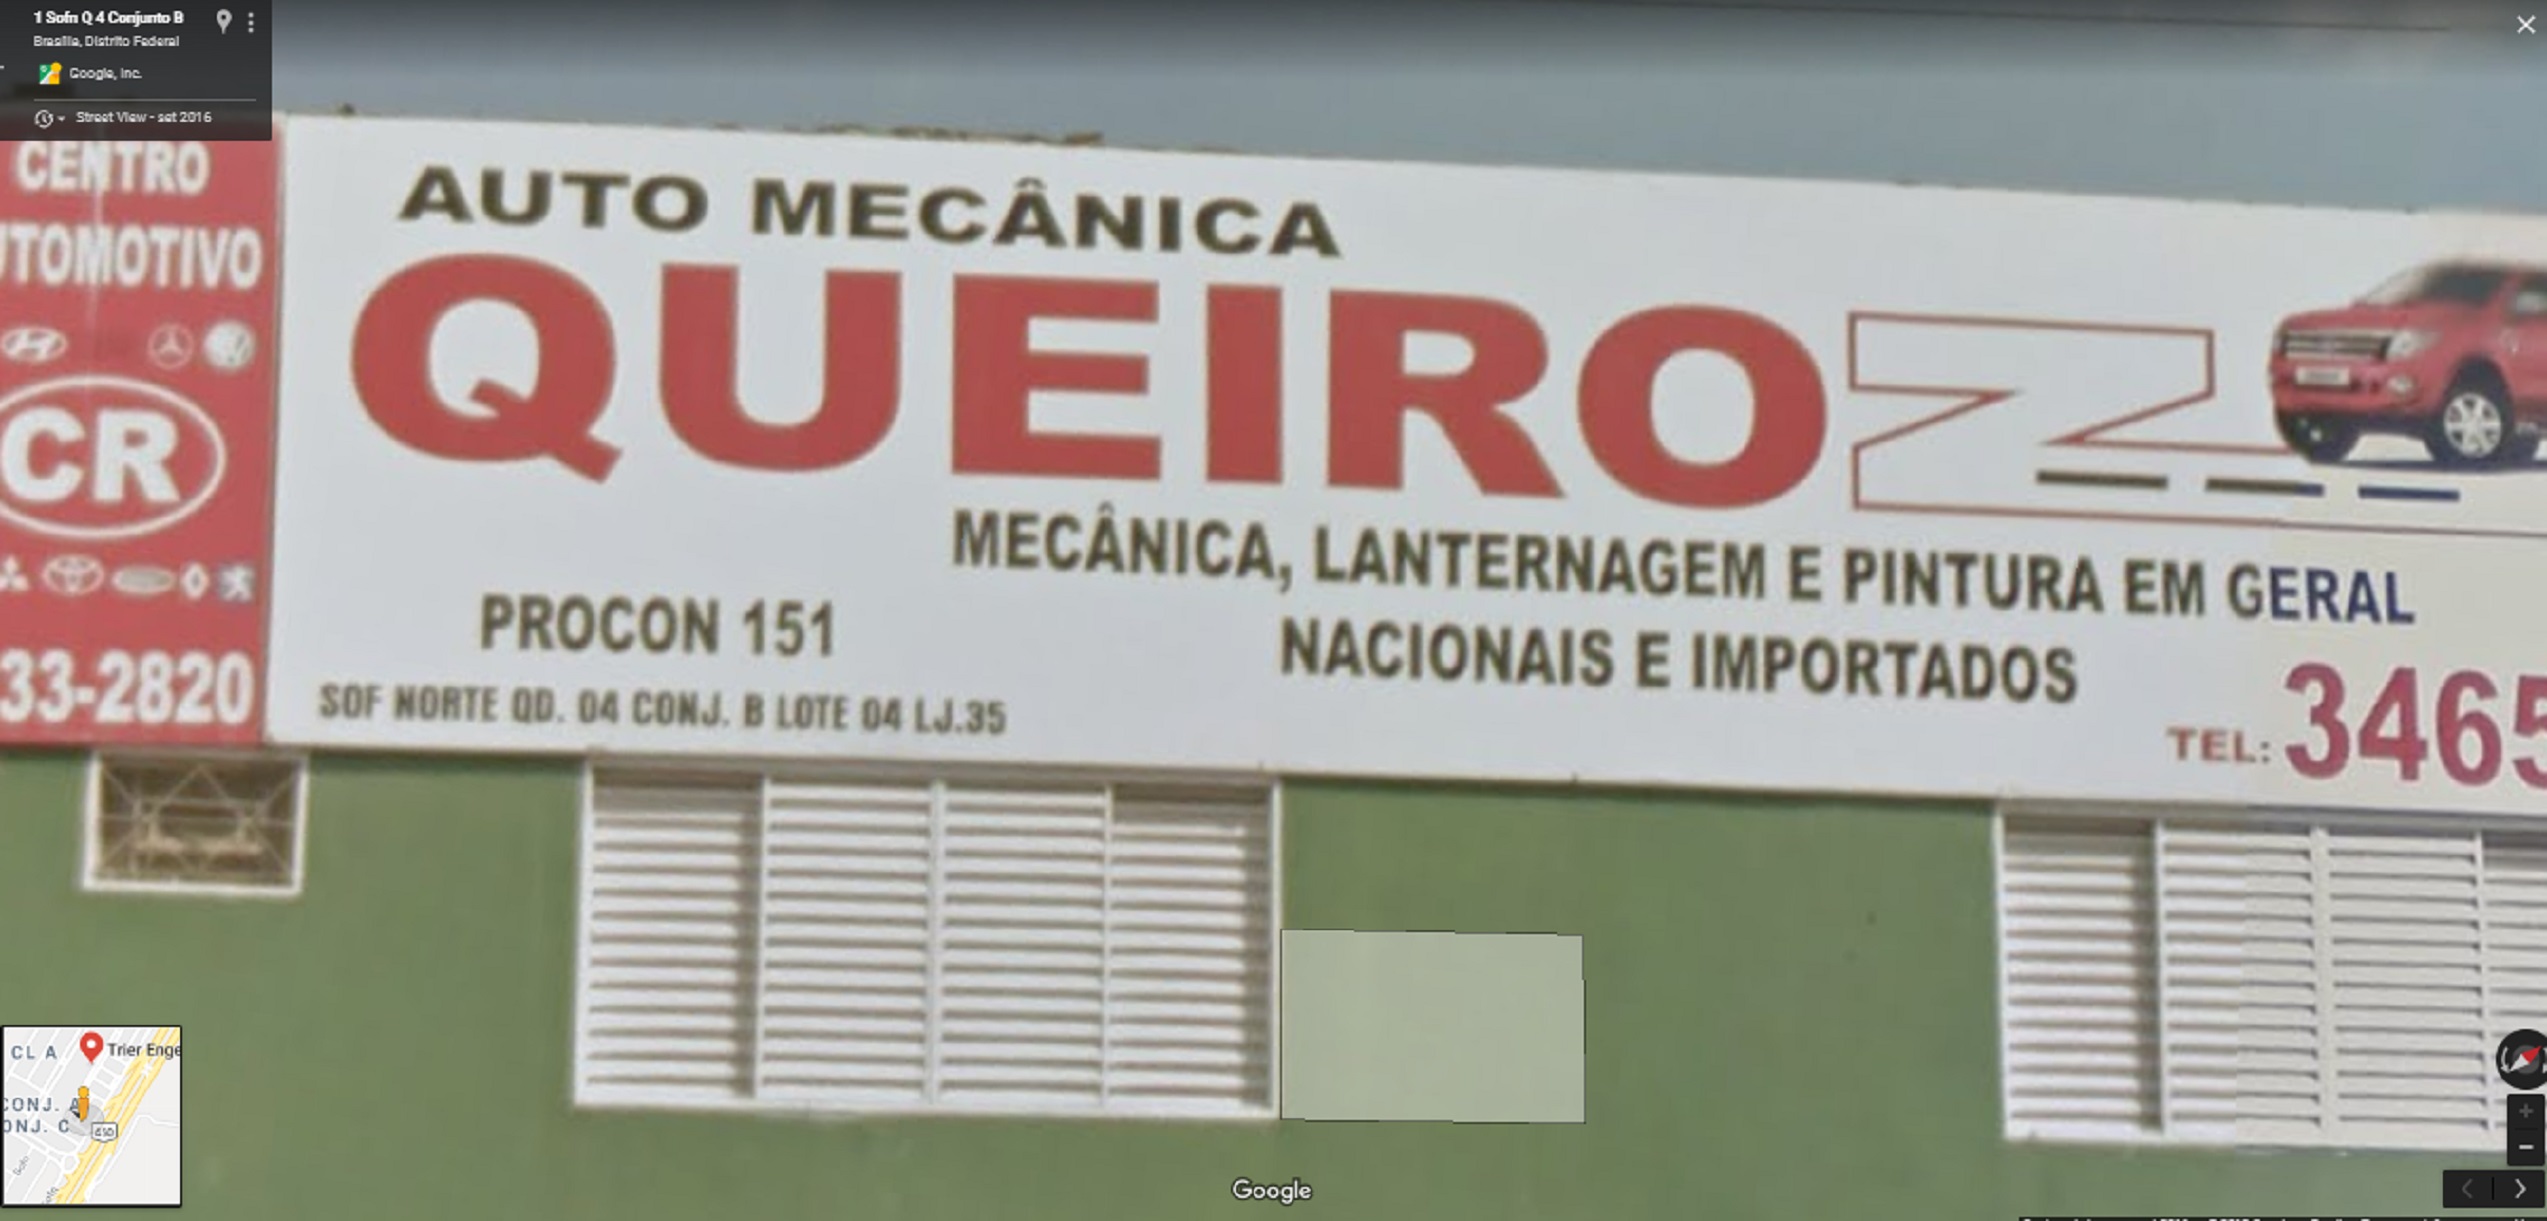 1 Sofn Q 4 Conjunto B
Brasília, Distrito Federal
Google, Inc.
Street View - set 2016
CENTRO
UTOMOTIVO
CR
33-2820
AUTO MECÂNICA
QUEIROZ
MECÂNICA, LANTERNAGEM E PINTURA EM GERAL
NACIONAIS E IMPORTADOS
PROCON 151
SOF NORTE QD. 04 CONJ. B LOTE 04 LJ.35
TEL: 3465
CL A
Trier Enge
CONJ. A
ONJ. C
450
Google